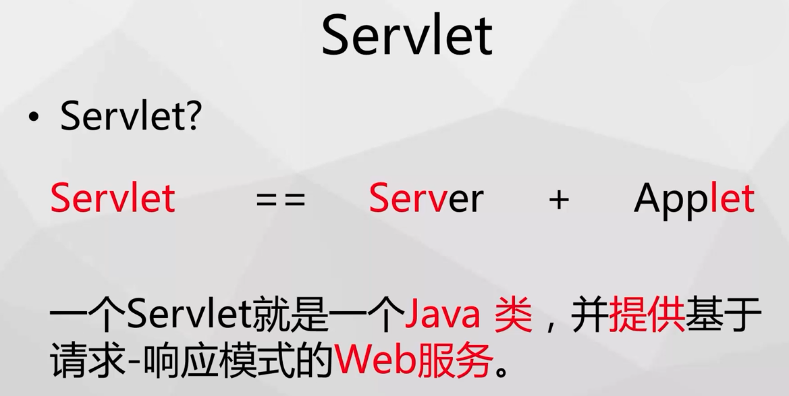 Servlet
• Servlet?
Servlet == Server + Applet
一个Servlet就是一个Java 类，并提供基于
请求-响应模式的Web服务。